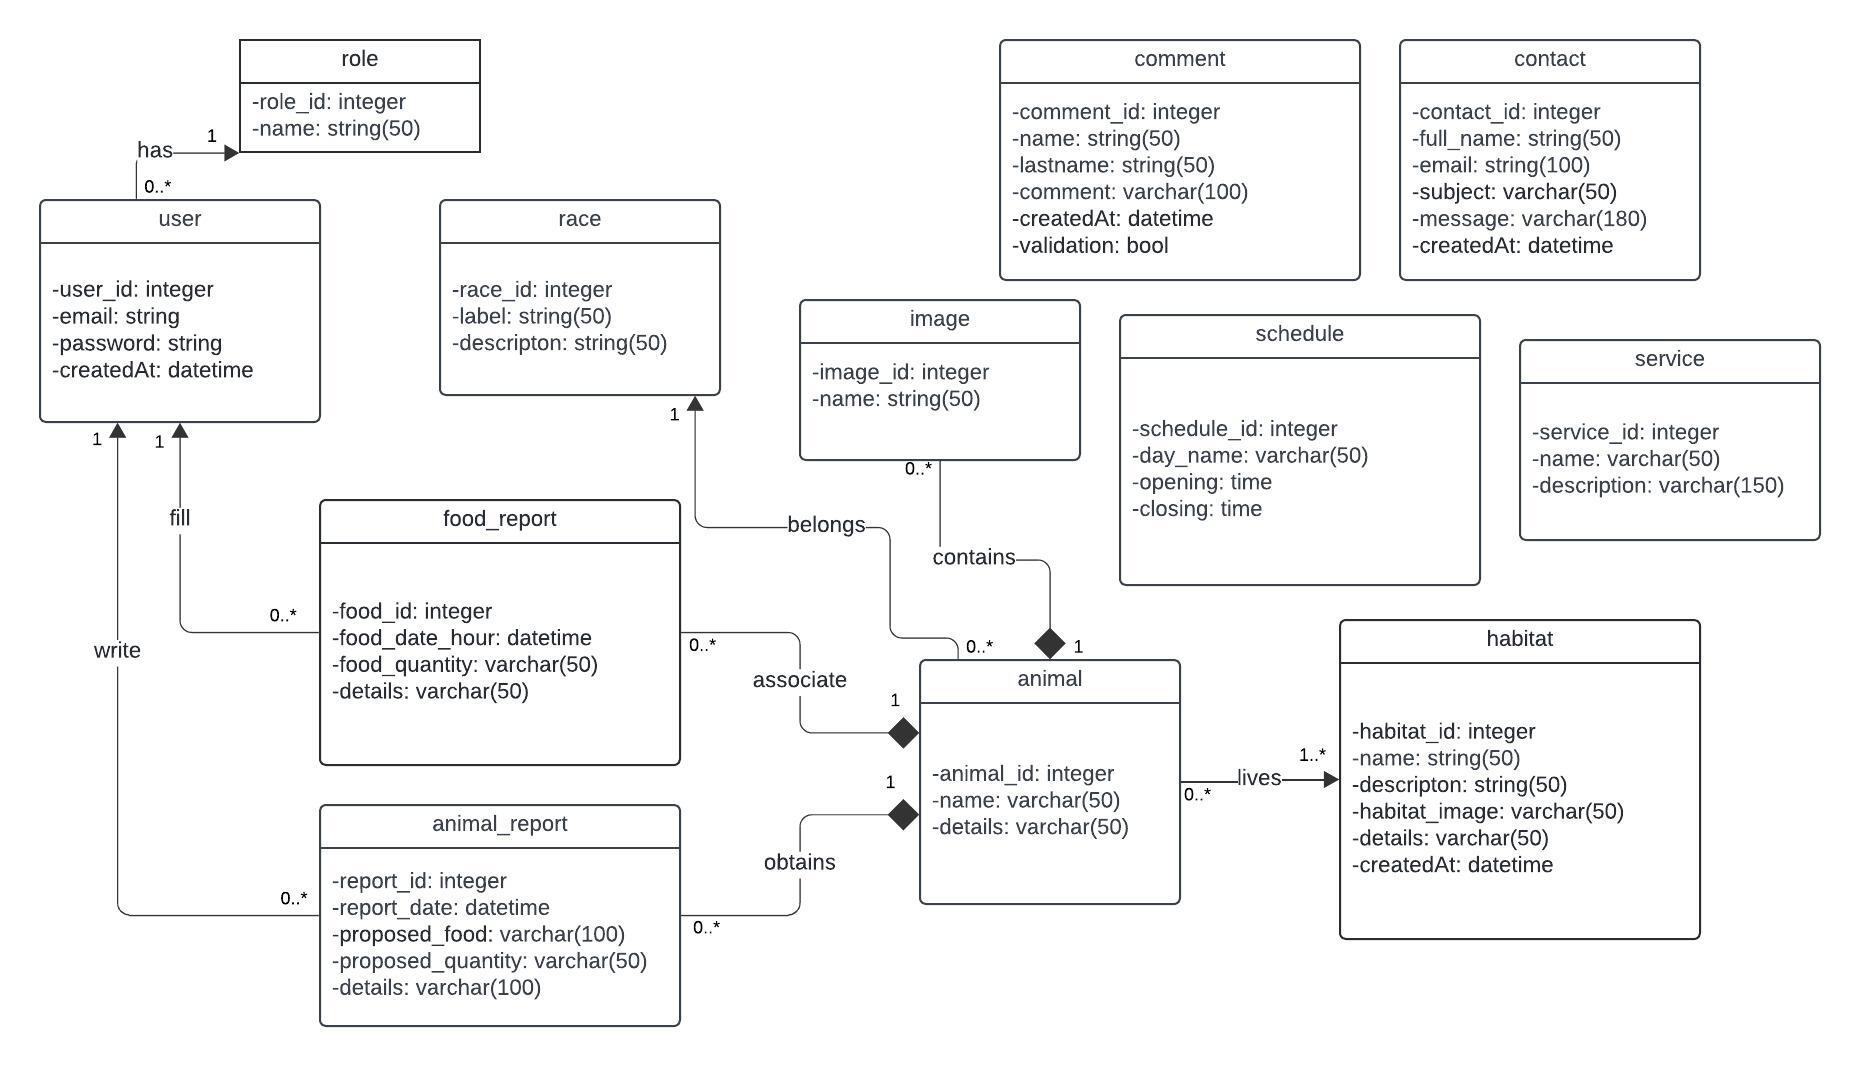 role
-role_id: integer
-name: string(50)
has
1
0..*
user
-user_id: integer
-email: string
-password: string
-createdAt: datetime
1
1
race
-race_id: integer
-label: string(50)
-descripton: string(50)
1
comment
-comment_id: integer
-name: string(50)
-lastname: string(50)
-comment: varchar(100)
-createdAt: datetime
-validation: bool
contact
-contact_id: integer
-full_name: string(50)
-email: string(100)
-subject: varchar(50)
-message: varchar(180)
-createdAt: datetime
image
-image_id: integer
-name: string(50)
0..*
schedule
-schedule_id: integer
-day_name: varchar(50)
-opening: time
-closing: time
service
-service_id: integer
-name: varchar(50)
-description: varchar(150)
fill
0..*
write
0..*
food_report
-food_id: integer
-food_date_hour: datetime
-food_quantity: varchar(50)
-details: varchar(50)
0..*
belongs
0..*
contains
1
associate
1
animal_report
-report_id: integer
-report_date: datetime
-proposed_food: varchar(100)
-proposed_quantity: varchar(50)
-details: varchar(100)
0..*
obtains
1
animal
-animal_id: integer
-name: varchar(50)
-details: varchar(50)
0..*
lives
1..*
habitat
-habitat_id: integer
-name: string(50)
-descripton: string(50)
-habitat_image: varchar(50)
-details: varchar(50)
-createdAt: datetime